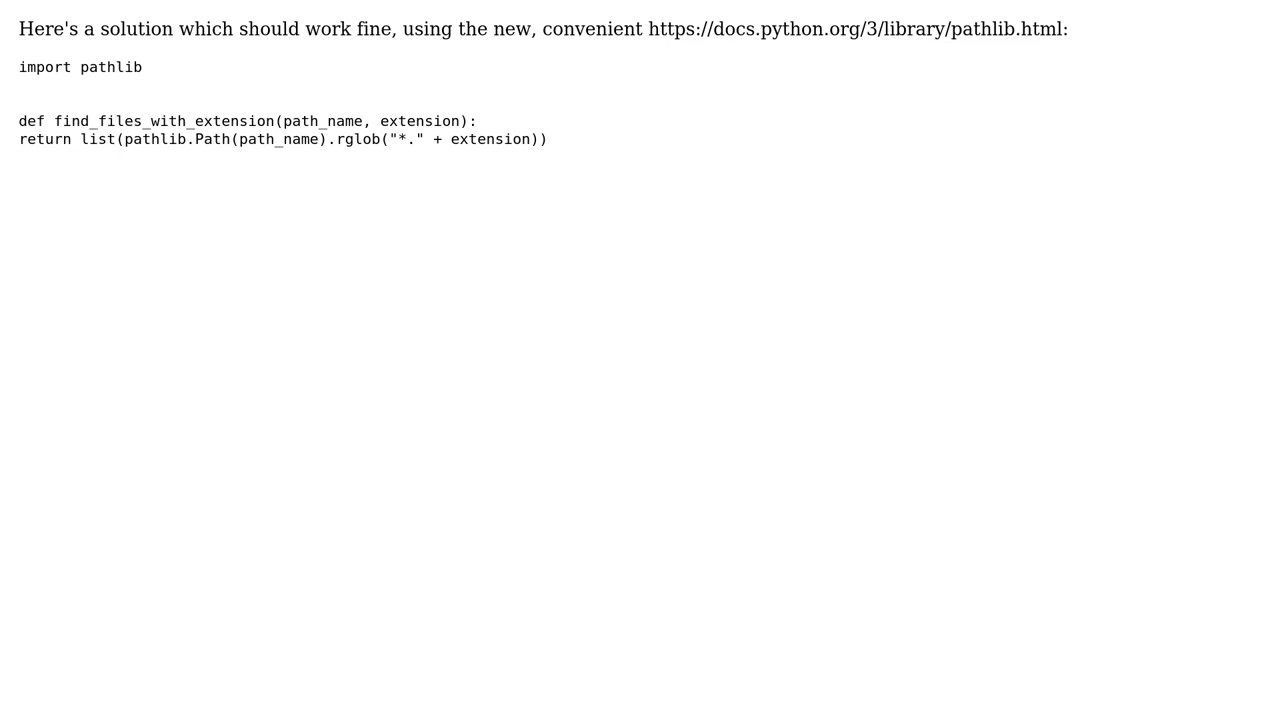 Here's a solution which should work fine, using the new, convenient https://docs.python.org/3/library/pathlib.html:
import pathlib
def find_files_with_extension(path_name, extension):
return list(pathlib.Path(path_name).rglob("*." + extension))